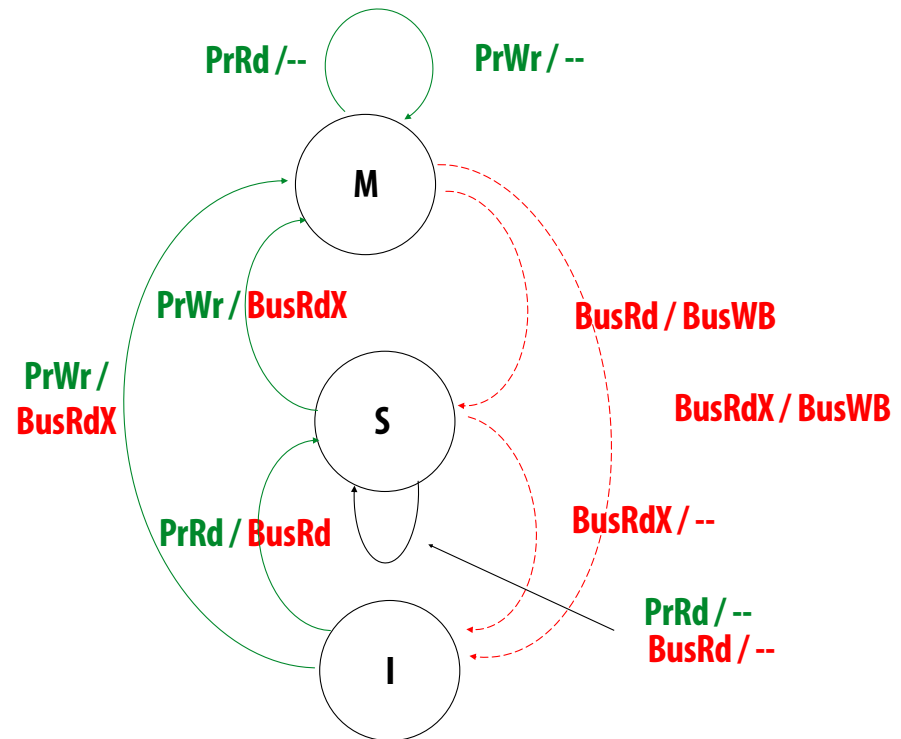 PrRd /--
PrWr / --
M
PrWr / BusRdX
BusRd / BusWB
PrWr /
BusRdX
BusRdX / BusWB
S
PrRd / BusRd
BusRdX / --
PrRd / --
BusRd / --
I